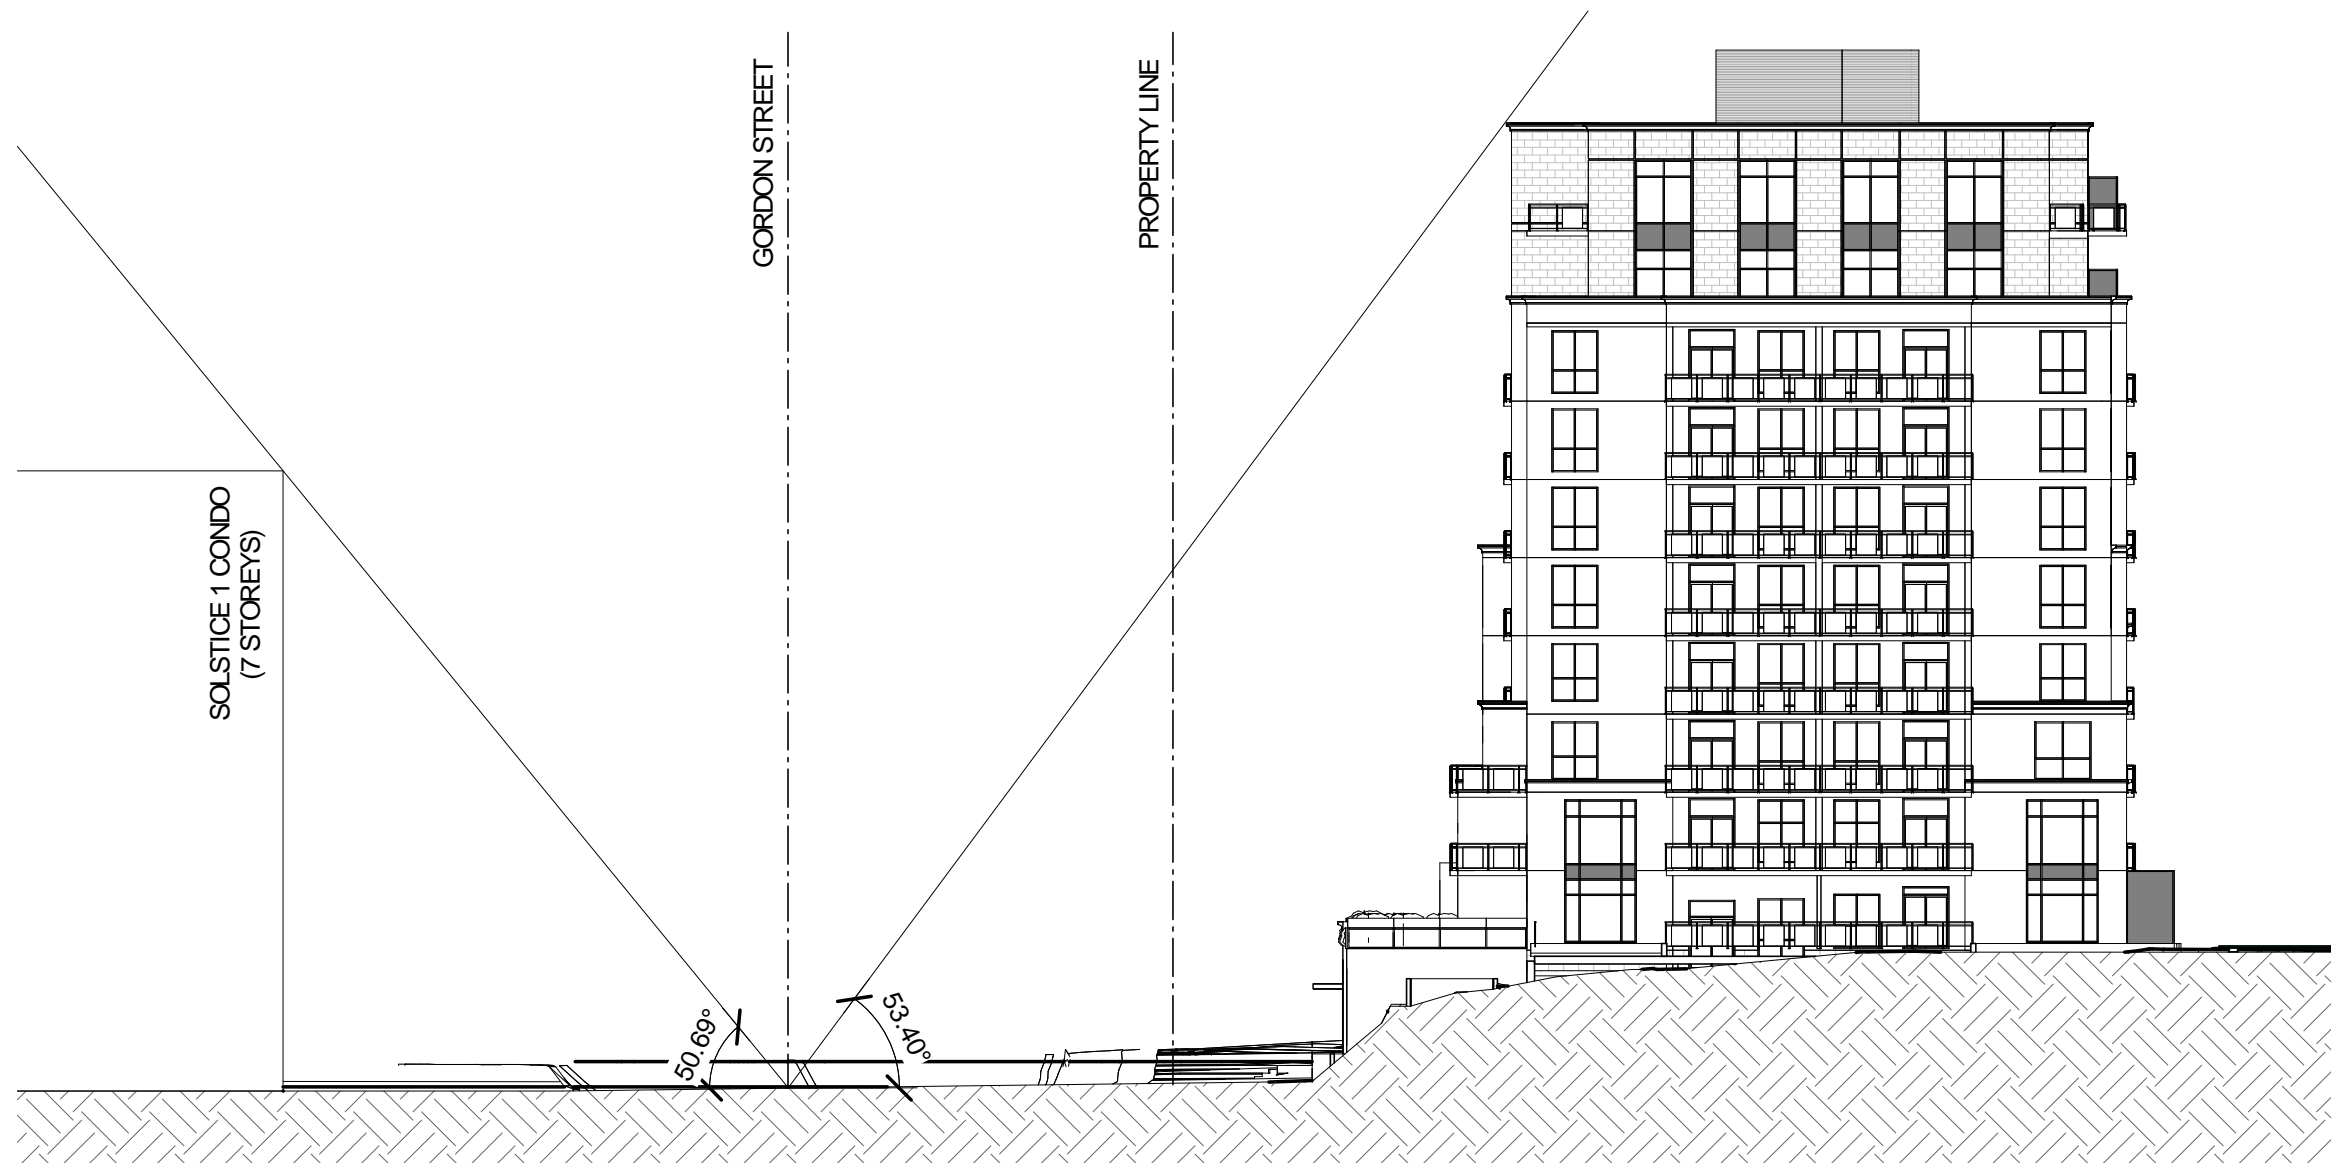 GORDON STREET
PROPERTY LINE
SOLSTICE 1 CONDO
(7 STOREYS)
50.69°
53.40°